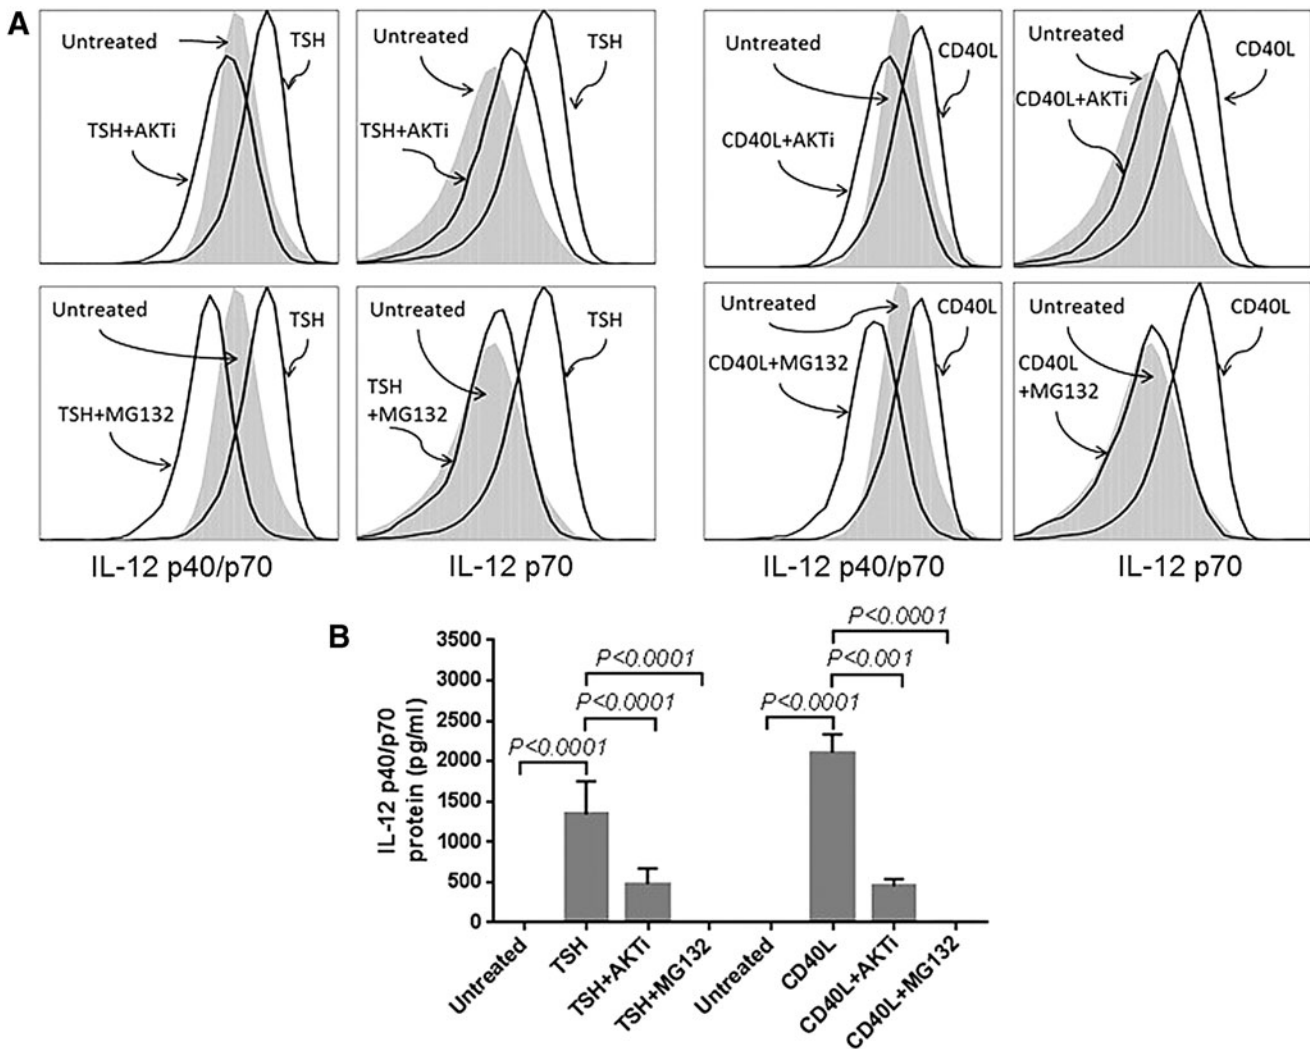 A
Untreated
TSH
TSH+AKTi
Untreated
TSH
TSH+AKTi
Untreated
CD40L
CD40L+AKTi
Untreated
CD40L
CD40L+AKTi
Untreated
TSH
TSH+MG132
Untreated
TSH
TSH
+MG132
Untreated
CD40L
CD40L+MG132
Untreated
CD40L
CD40L
+MG132
IL-12 p40/p70
IL-12 p70
IL-12 p40/p70
IL-12 p70
B
IL-12 p40/p70
protein (pg/ml)
3500
3000
2500
2000
1500
1000
500
0
P<0.0001
P<0.0001
P<0.0001
P<0.0001
P<0.001
P<0.0001
Untreated
TSH
TSH+AKTi
TSH+MG132
Untreated
CD40L
CD40L+AKTi
CD40L+MG132